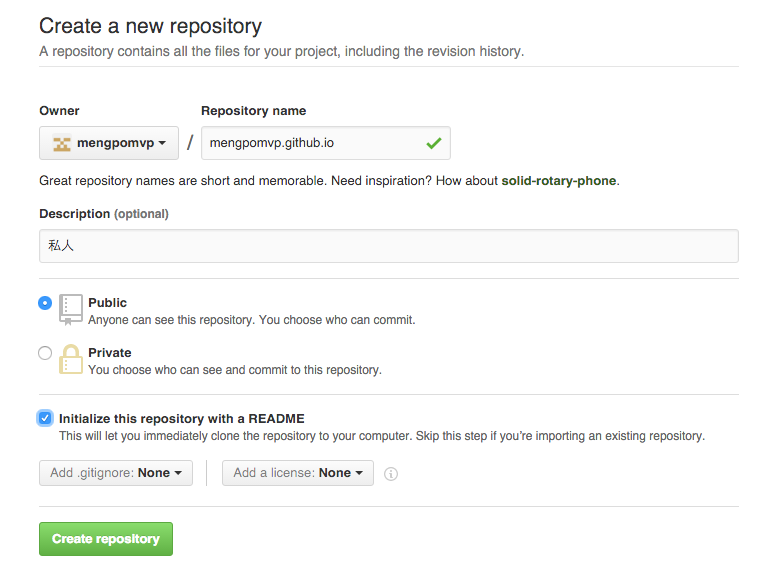 Create a new repository
A repository contains all the files for your project, including the revision history.
Owner
Repository name
mengpomvp
/
mengpomvp.github.io
Great repository names are short and memorable. Need inspiration? How about solid-rotary-phone.
Description (optional)
私人
Public
Anyone can see this repository. You choose who can commit.
Private
You choose who can see and commit to this repository.
Initialize this repository with a README
This will let you immediately clone the repository to your computer. Skip this step if you're importing an existing repository.
Add .gitignore: None
Add a license: None
Create repository